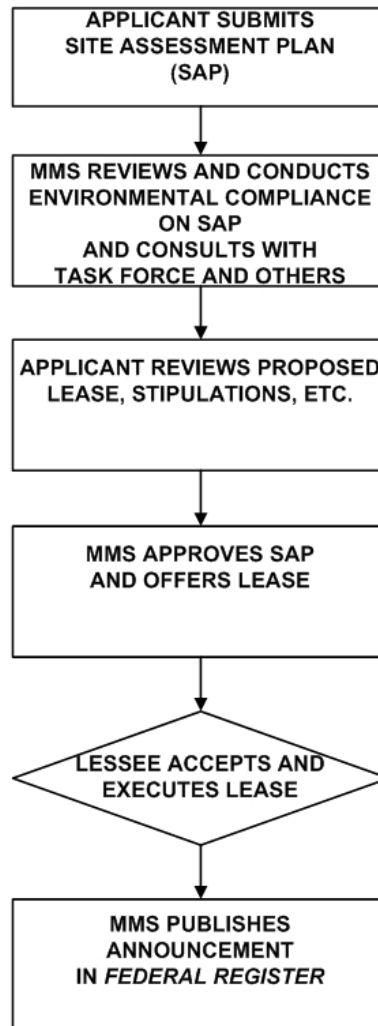 APPLICANT SUBMITS
SITE ASSESSMENT PLAN
(SAP)
MMS REVIEWS AND CONDUCTS
ENVIRONMENTAL COMPLIANCE
ON SAP
AND CONSULTS WITH
TASK FORCE AND OTHERS
APPLICANT REVIEWS PROPOSED
LEASE, STIPULATIONS, ETC.
MMS APPROVES SAP
AND OFFERS LEASE
LESSEE ACCEPTS AND
EXECUTES LEASE
MMS PUBLISHES
ANNOUNCEMENT
IN FEDERAL REGISTER